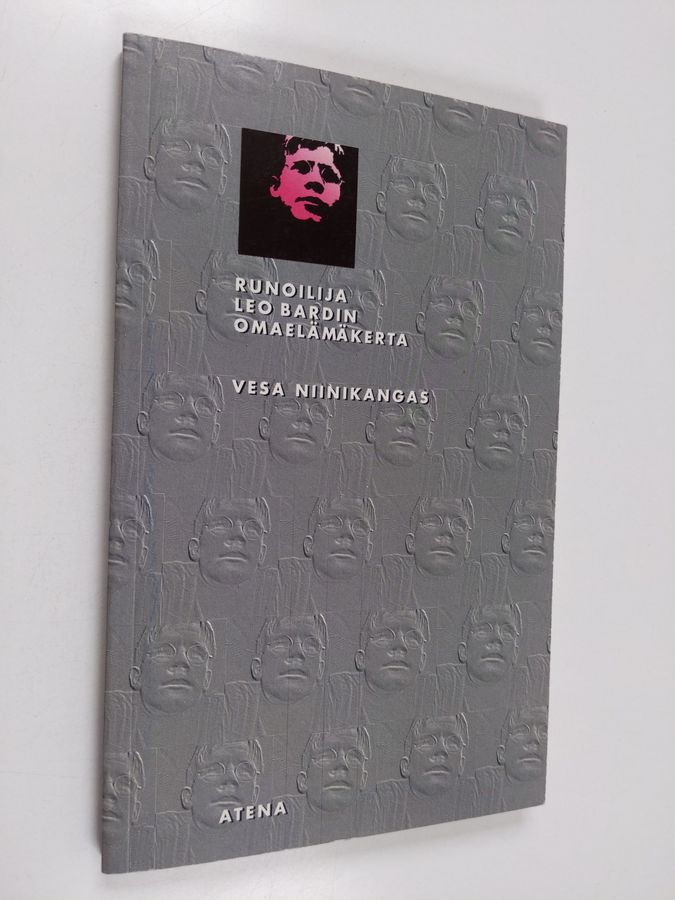 RUNOILIJA
LEO BARDIN
OMAELÄMÄKERTA
VESA NIINIKANGAS
ATENA